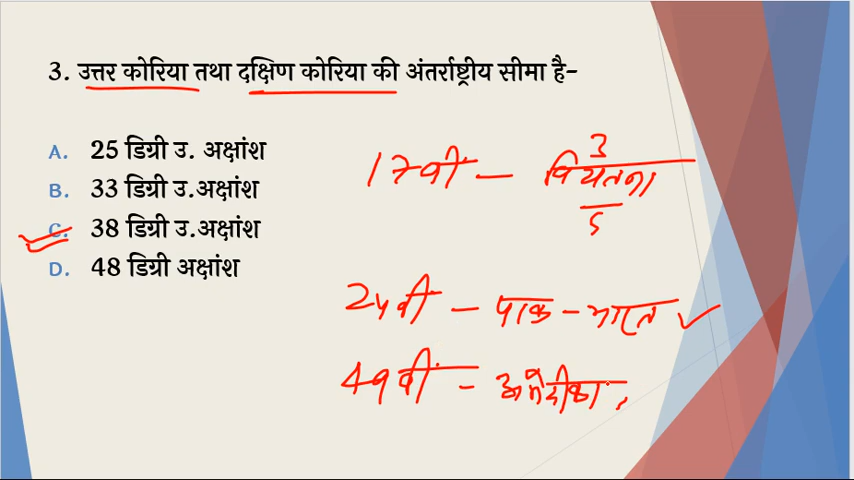 3. उत्तर कोरिया तथा दक्षिण कोरिया की अंतर्राष्ट्रीय सीमा है-
A. 25 डिग्री उ. अक्षांश
B. 33 डिग्री उ.अक्षांश
C. 38 डिग्री उ.अक्षांश
D. 48 डिग्री अक्षांश
उ
17वीं – वियतना
द
24वीं – पाक – भारत
49वीं – अमेरीका,